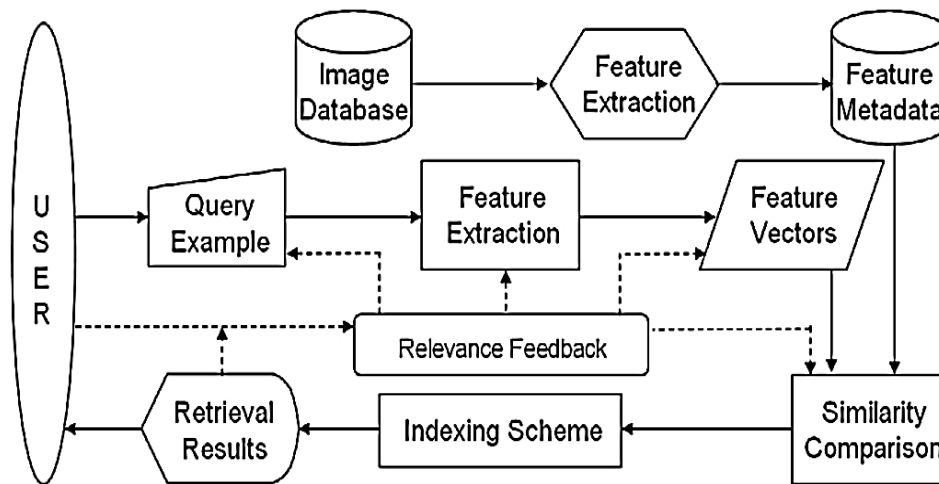 Image
Database
Feature
Extraction
Feature
Metadata
U
S
E
R
Query
Example
Feature
Extraction
Feature
Vectors
Relevance Feedback
Retrieval
Results
Indexing Scheme
Similarity
Comparison